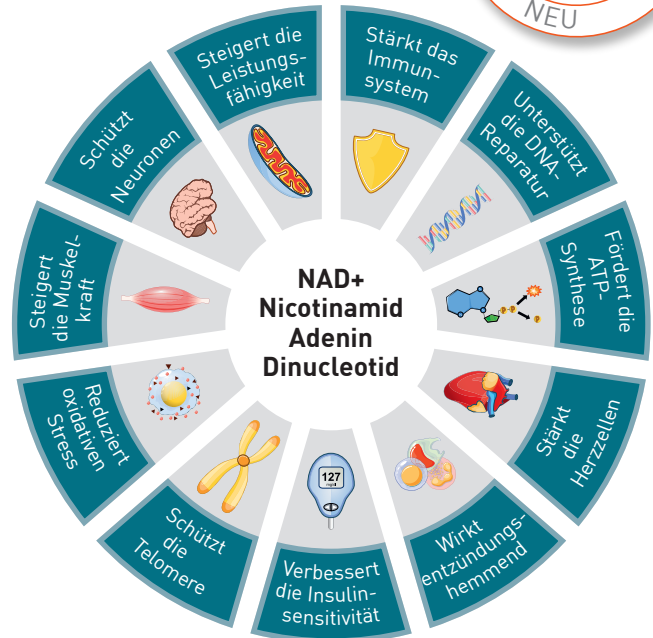 NEU
Steigert die
Leistungs-
fähigkeit
Stärkt das
Immun-
system
Unterstützt
die DNA-
Reparatur
Fördert die
ATP-
Synthese
Stärkt
die
Herzzellen
Wirkt
entzündungs-
hemmend
Verbessert
die Insulin-
sensitivität
Schützt
die
Telomere
Reduziert
oxidativen
Stress
Steigert
die Muskel-
kraft
Schützt
die
Neuronen
NAD+
Nicotinamid
Adenin
Dinucleotid
P
P
P
127
mg/dl